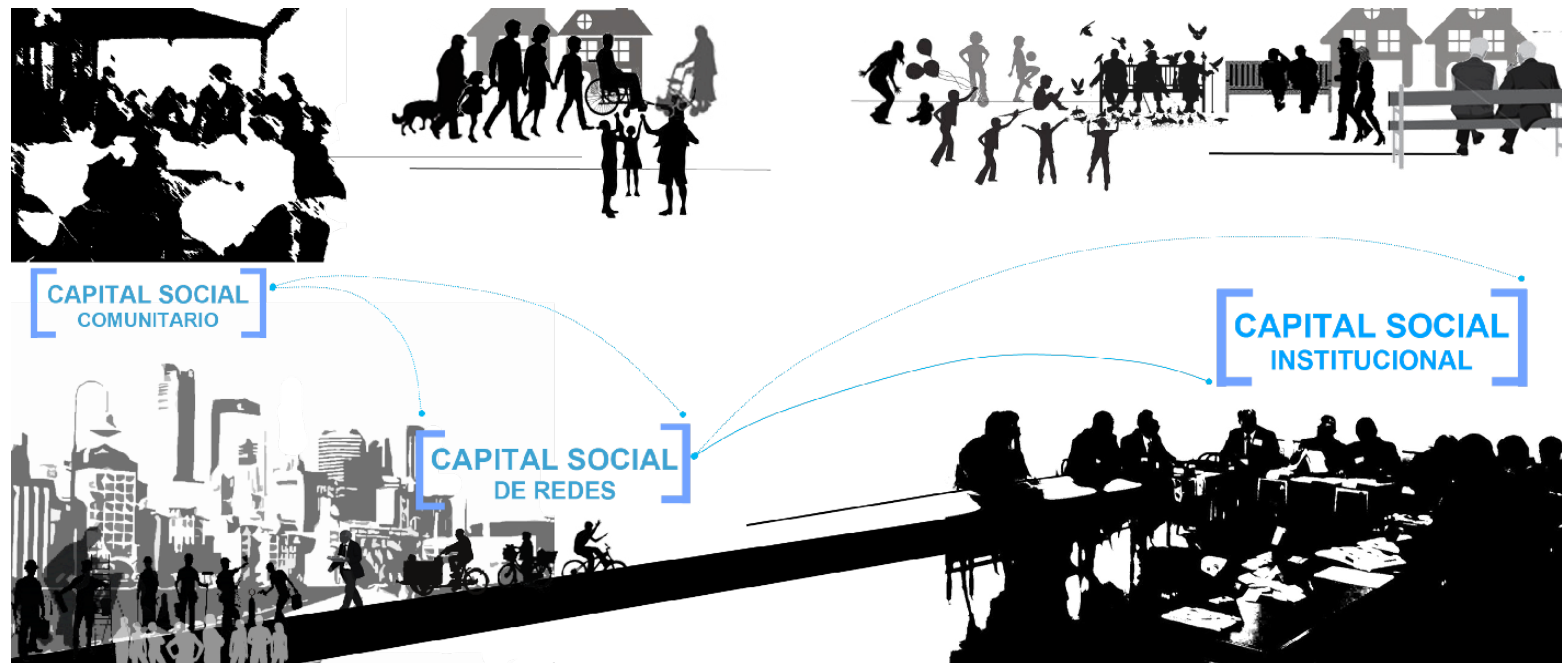 CAPITAL SOCIAL
COMUNITARIO
CAPITAL SOCIAL
DE REDES
CAPITAL SOCIAL
INSTITUCIONAL